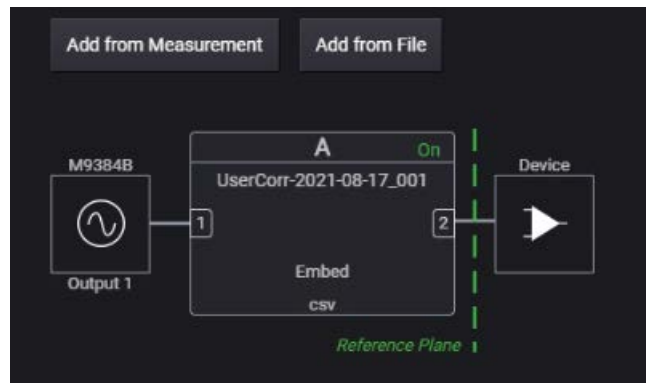 Add from Measurement
Add from File
M9384B
A
On
Device
UserCorr-2021-08-17_001
1
2
Embed
Output 1
csv
Reference Plane